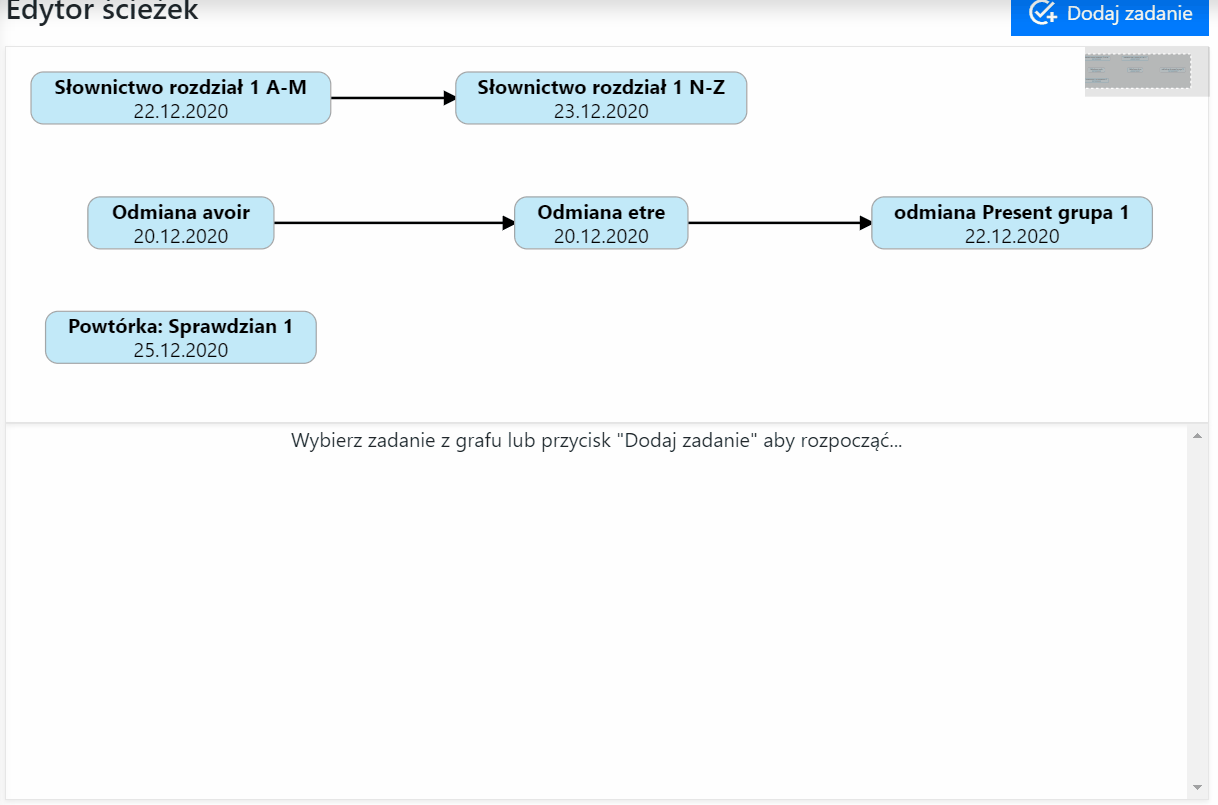 Edytor ścieżek
Dodaj zadanie
Słownictwo rozdział 1 A-M
22.12.2020
Słownictwo rozdział 1 N-Z
23.12.2020
Odmiana avoir
20.12.2020
Odmiana etre
20.12.2020
odmiana Present grupa 1
22.12.2020
Powtórka: Sprawdzian 1
25.12.2020
Wybierz zadanie z grafu lub przycisk "Dodaj zadanie" aby rozpocząć...